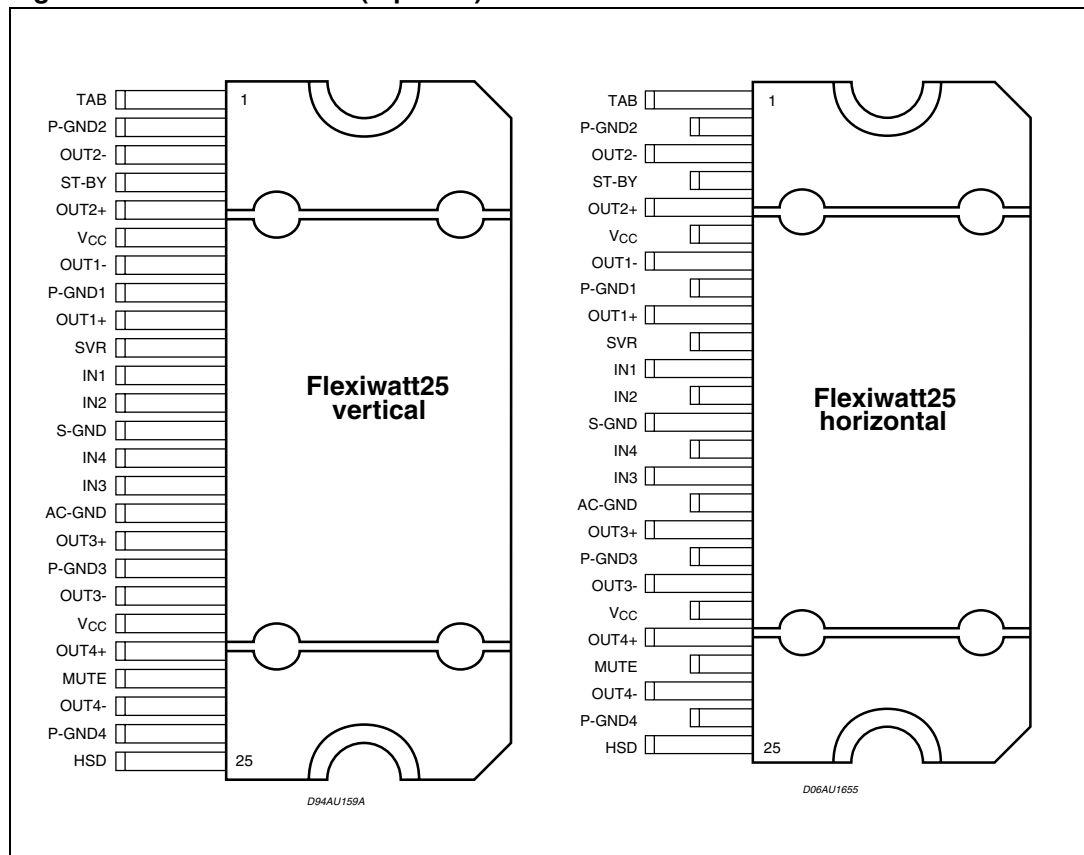 TAB
P-GND2
OUT2-
ST-BY
OUT2+
VCC
OUT1-
P-GND1
OUT1+
SVR
IN1
IN2
S-GND
IN4
IN3
AC-GND
OUT3+
P-GND3
OUT3-
VCC
OUT4+
MUTE
OUT4-
P-GND4
HSD
1
Flexiwatt25
vertical
25
D94AU159A
TAB
P-GND2
OUT2-
ST-BY
OUT2+
VCC
OUT1-
P-GND1
OUT1+
SVR
IN1
IN2
S-GND
IN4
IN3
AC-GND
OUT3+
P-GND3
OUT3-
VCC
OUT4+
MUTE
OUT4-
P-GND4
HSD
1
Flexiwatt25
horizontal
25
D06AU1655